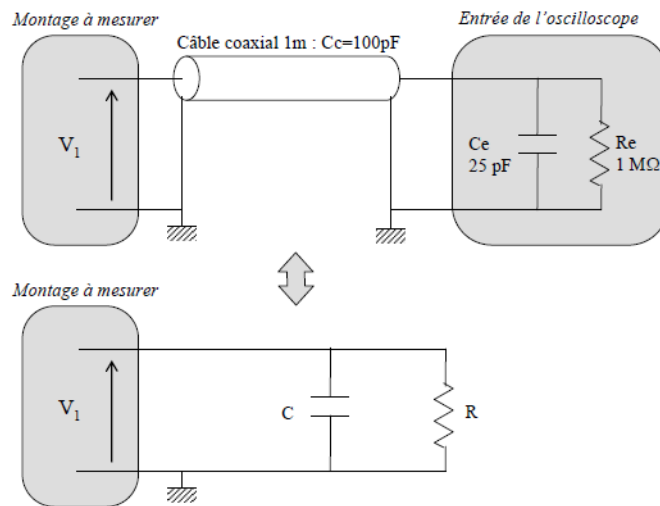 Montage à mesurer
Entrée de l'oscilloscope
Câble coaxial 1m : Cc=100pF
V1
Ce
25 pF
Re
1 MΩ
Montage à mesurer
V1
C
R